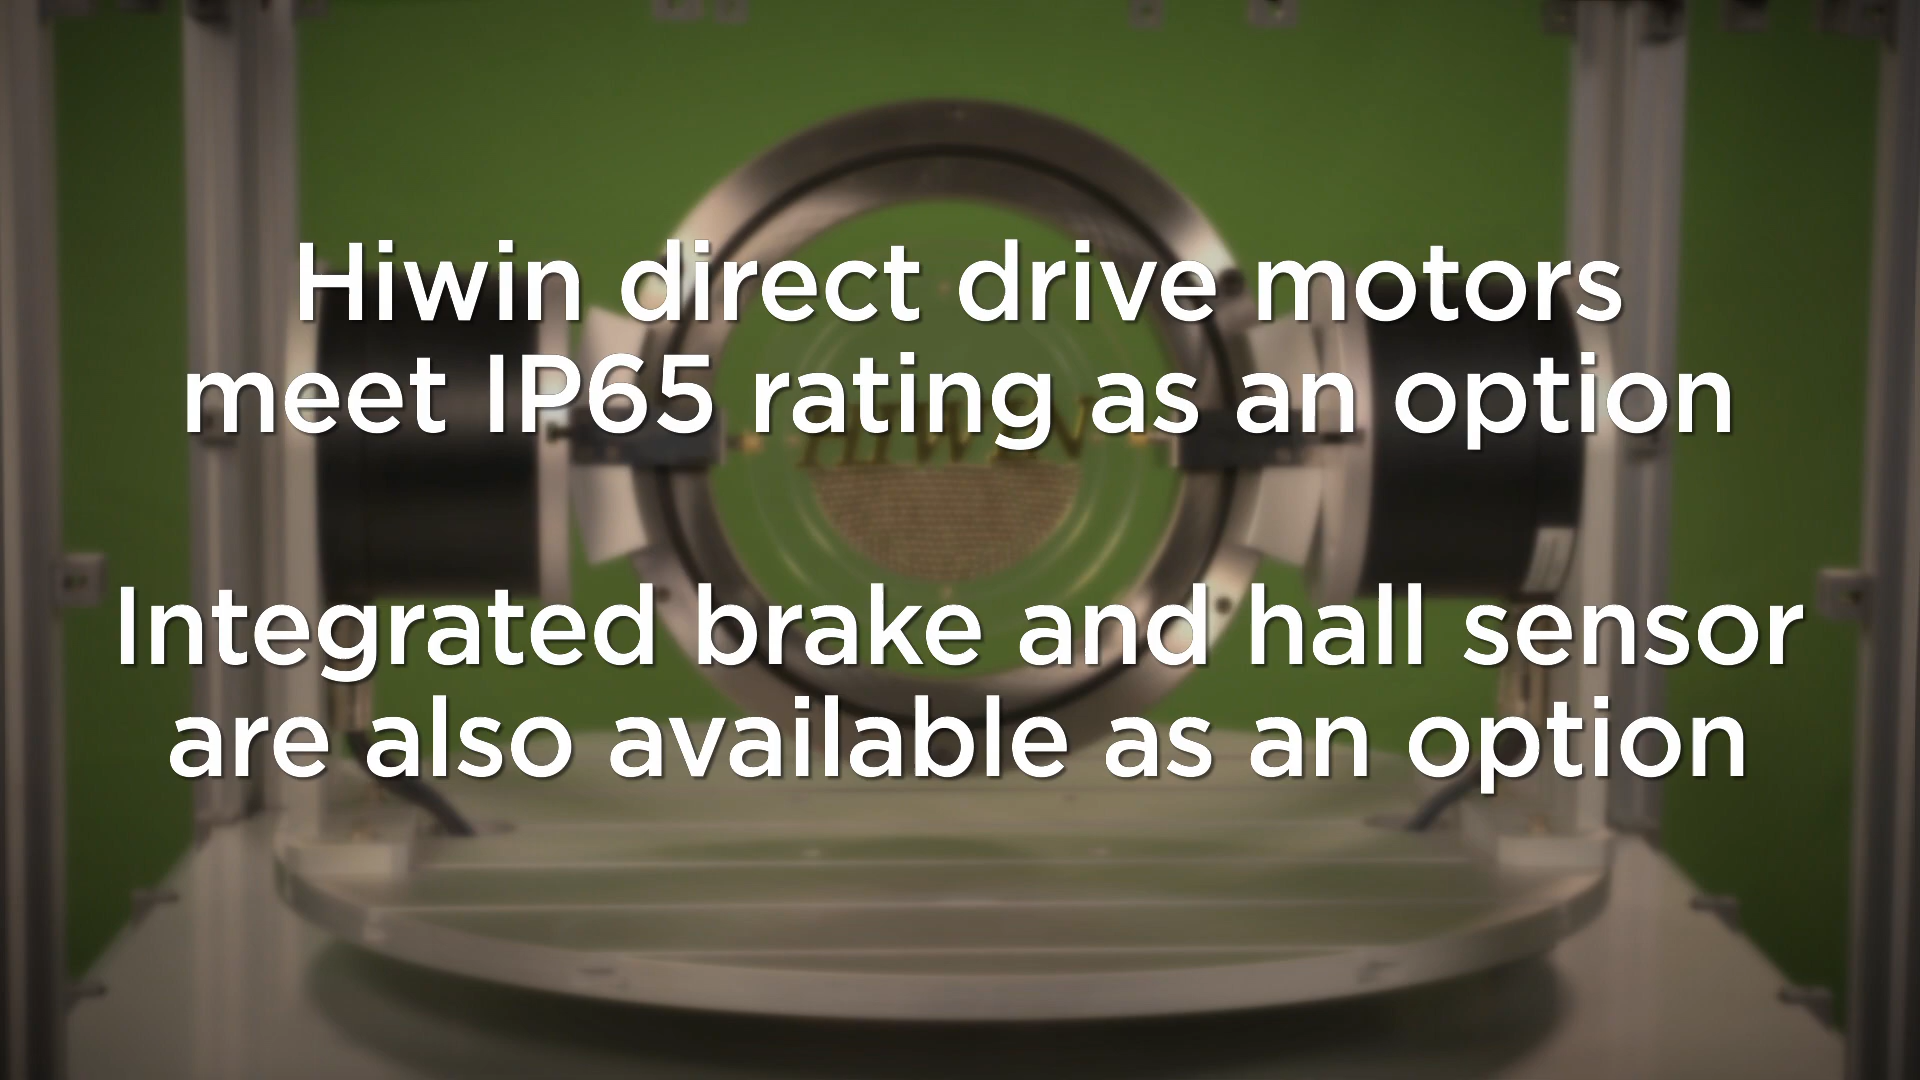 Hiwin direct drive motors
meet IP65 rating as an option
HIWIN
Integrated brake and hall sensor
are also available as an option